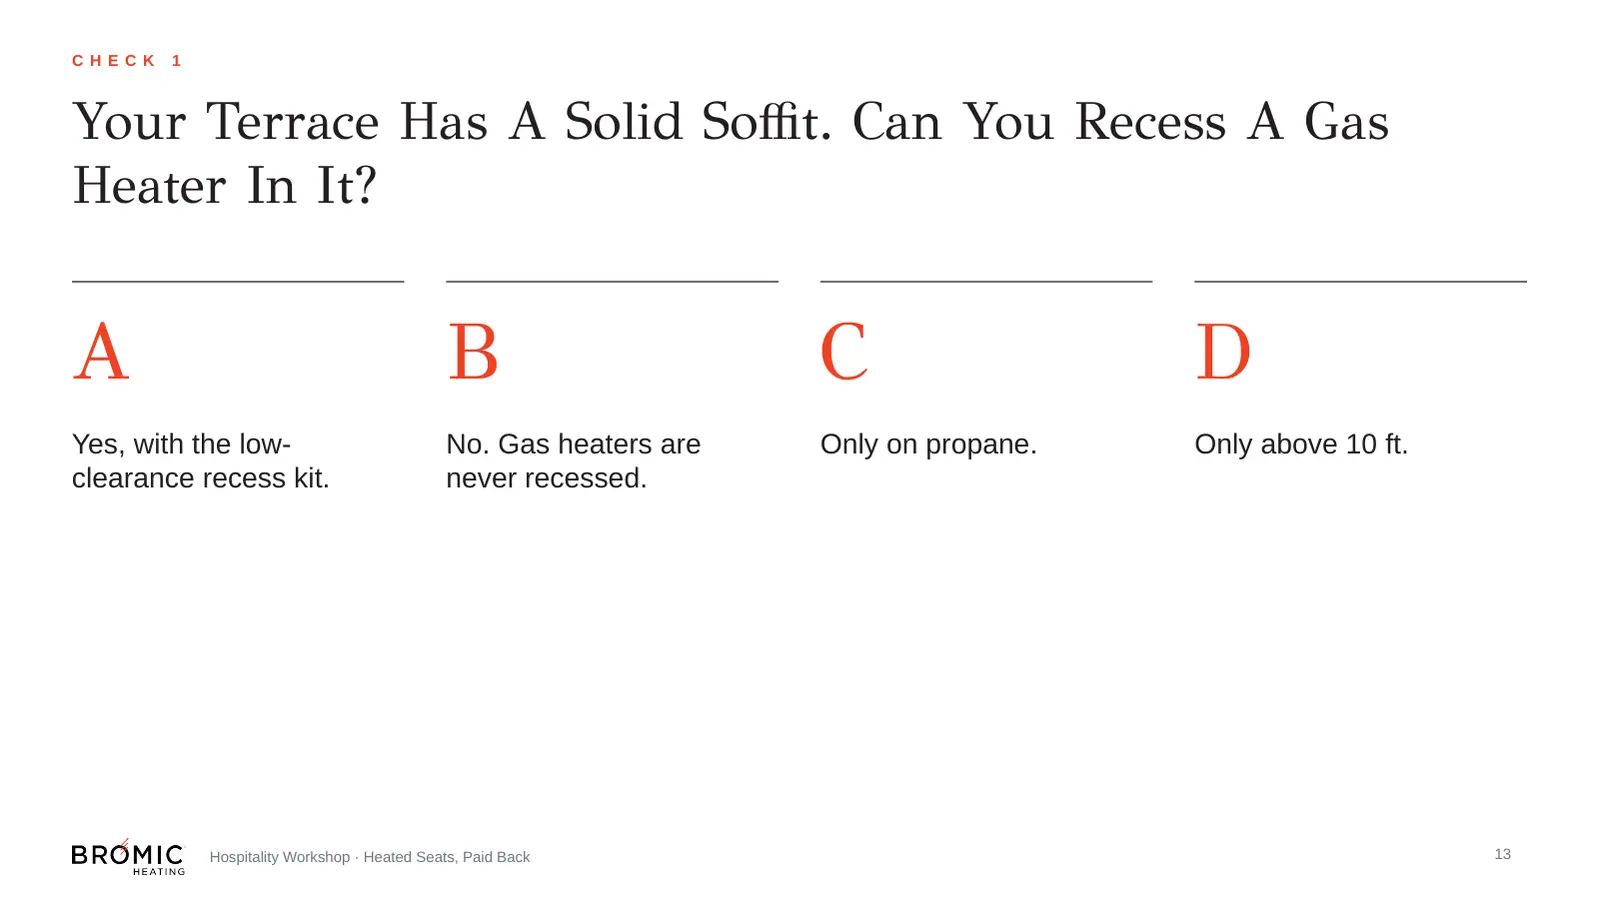 CHECK 1
Your Terrace Has A Solid Soffit. Can You Recess A Gas
Heater In It?
A
Yes, with the low-
clearance recess kit.
B
No. Gas heaters are
never recessed.
C
Only on propane.
D
Only above 10 ft.
BROMIC
HEATING
Hospitality Workshop · Heated Seats, Paid Back
13